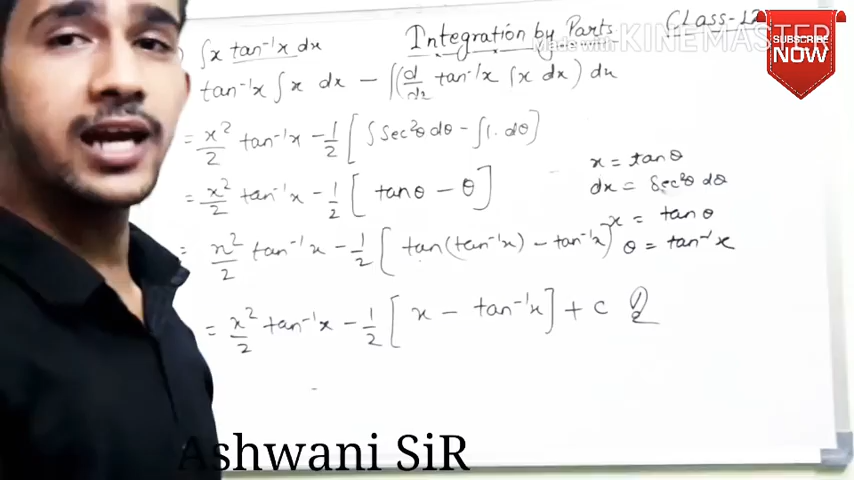 Integration by Parts
CLass-12
Made with KINEMASTER
SUBSCRIBE
NOW
) ∫x tan⁻¹x dx
tan⁻¹x ∫x dx − ∫(d/dx tan⁻¹x ∫x dx) dx
= x²/2 tan⁻¹x − 1/2 [∫Sec²θ dθ − ∫1. dθ]
= x²/2 tan⁻¹x − 1/2 [tanθ − θ]
= x²/2 tan⁻¹x − 1/2 [tan(tan⁻¹x) − tan⁻¹x]
= x²/2 tan⁻¹x − 1/2 [x − tan⁻¹x] + c
x = tanθ
dx = Sec²θ dθ
x = tanθ
θ = tan⁻¹x
Ashwani SiR